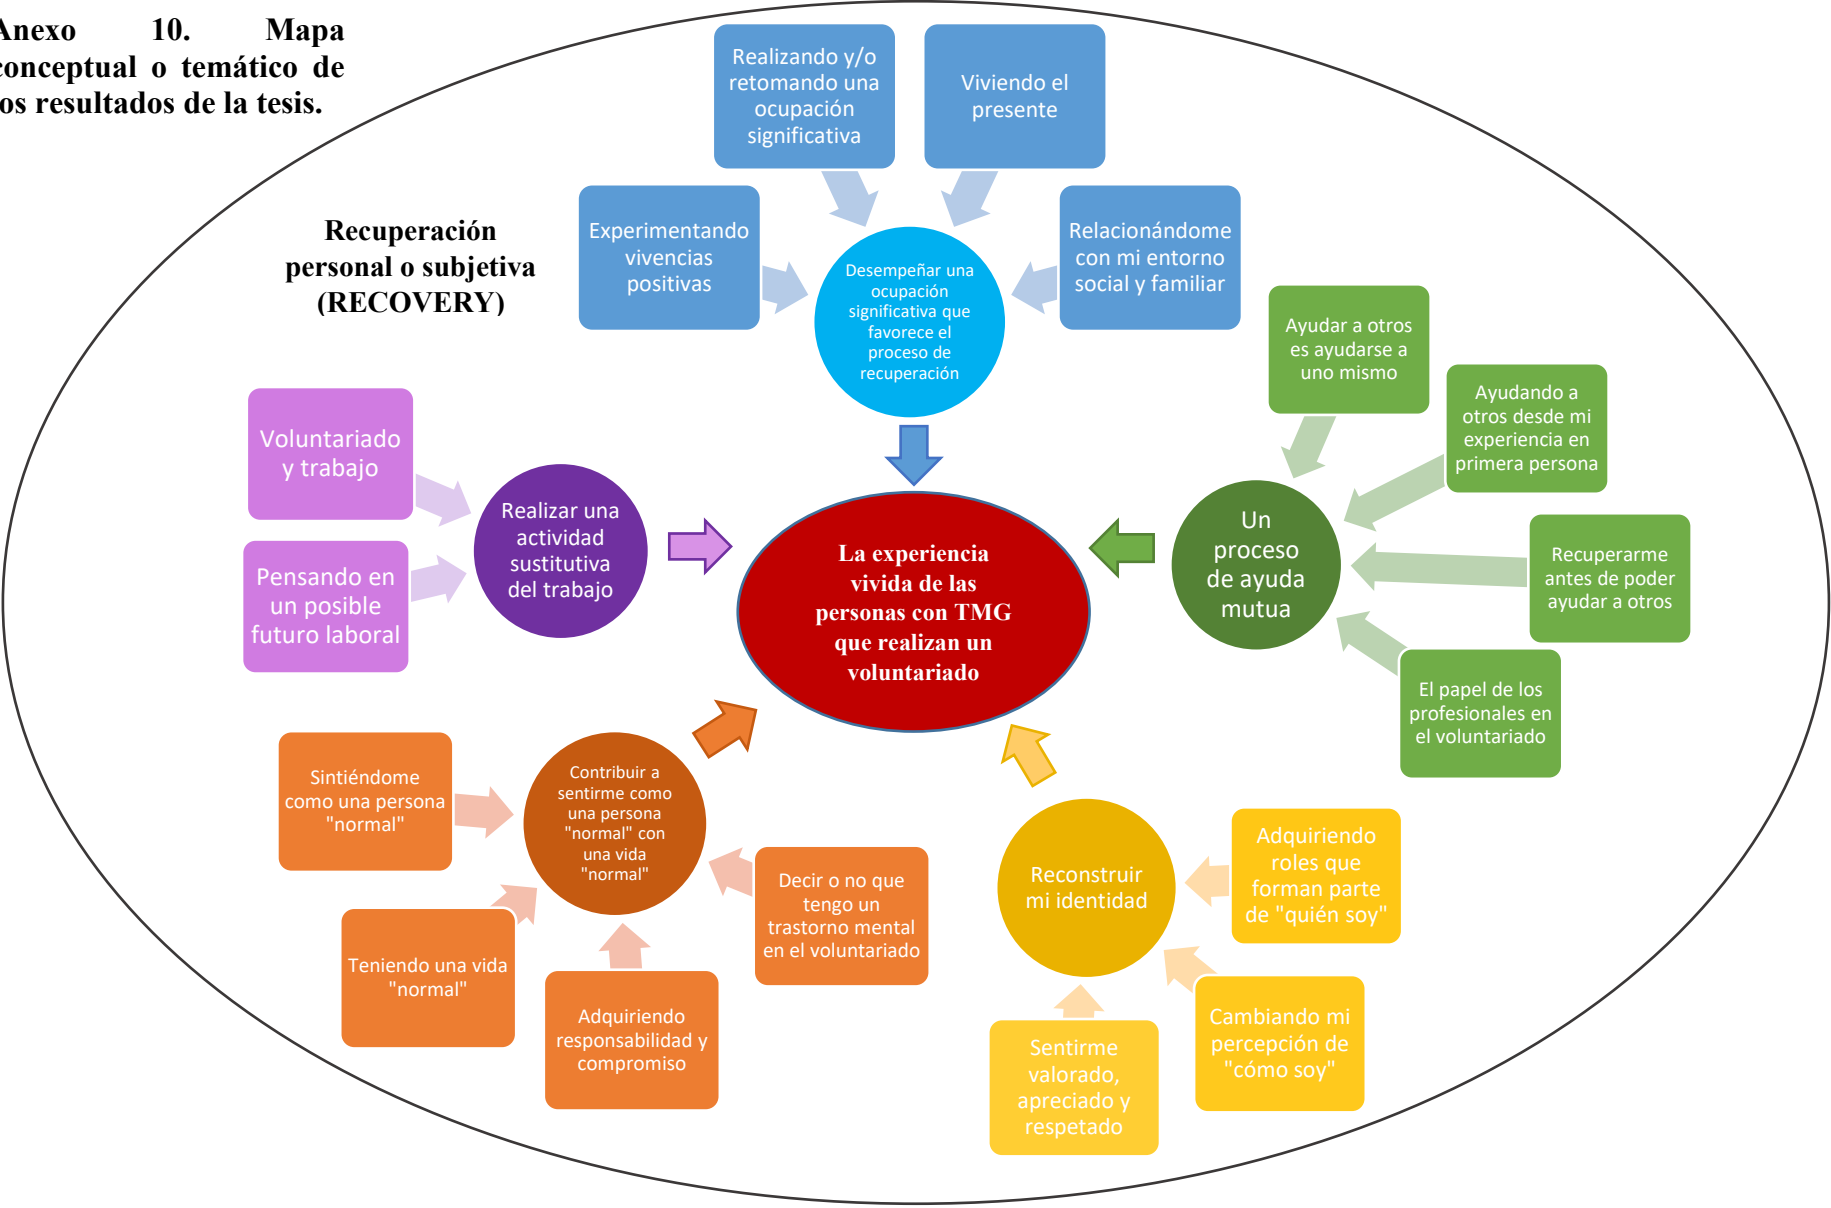 Anexo 10. Mapa
conceptual o temático de
los resultados de la tesis.
Recuperación
personal o subjetiva
(RECOVERY)
Realizando y/o
retomando una
ocupación
significativa
Viviendo el
presente
Experimentando
vivencias
positivas
Relacionándome
con mi entorno
social y familiar
Desempeñar una
ocupación
significativa que
favorece el
proceso de
recuperación
Ayudar a otros
es ayudarse a
uno mismo
Ayudando a
otros desde mi
experiencia en
primera persona
Recuperarme
antes de poder
ayudar a otros
El papel de los
profesionales en
el voluntariado
Un
proceso
de ayuda
mutua
Voluntariado
y trabajo
Pensando en
un posible
futuro laboral
Realizar una
actividad
sustitutiva
del trabajo
La experiencia
vivida de las
personas con TMG
que realizan un
voluntariado
Sintiéndome
como una persona
"normal"
Teniendo una vida
"normal"
Adquiriendo
responsabilidad y
compromiso
Decir o no que
tengo un
trastorno mental
en el voluntariado
Contribuir a
sentirme como
una persona
"normal" con
una vida
"normal"
Reconstruir
mi identidad
Adquiriendo
roles que
forman parte
de "quién soy"
Cambiando mi
percepción de
"cómo soy"
Sentirme
valorado,
apreciado y
respetado